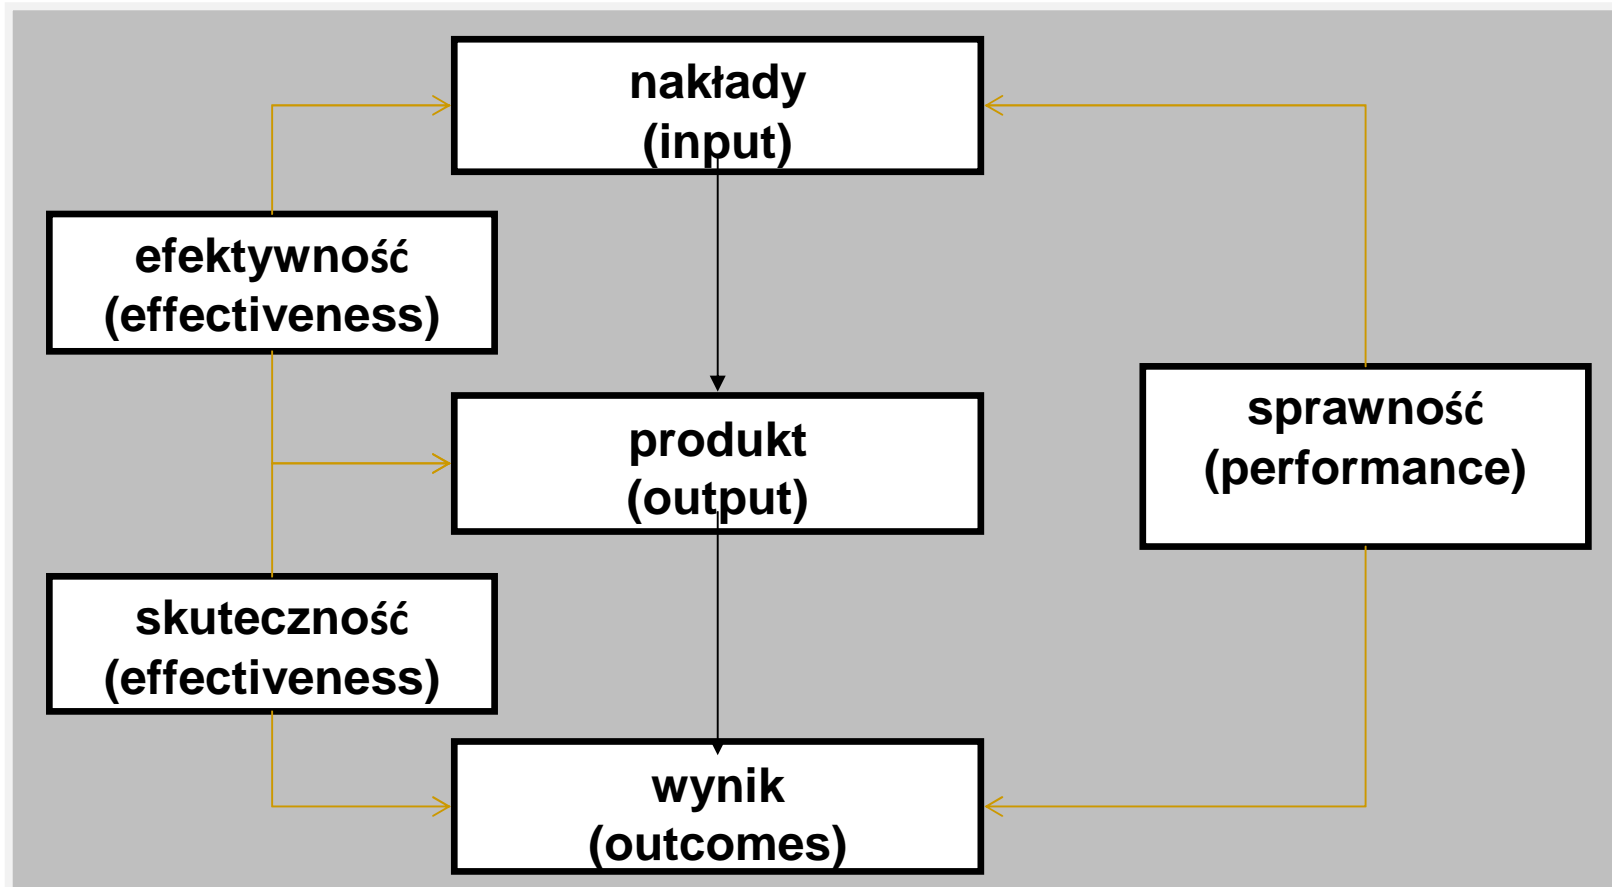 nakłady
(input)
efektywność
(effectiveness)
produkt
(output)
sprawność
(performance)
skuteczność
(effectiveness)
wynik
(outcomes)